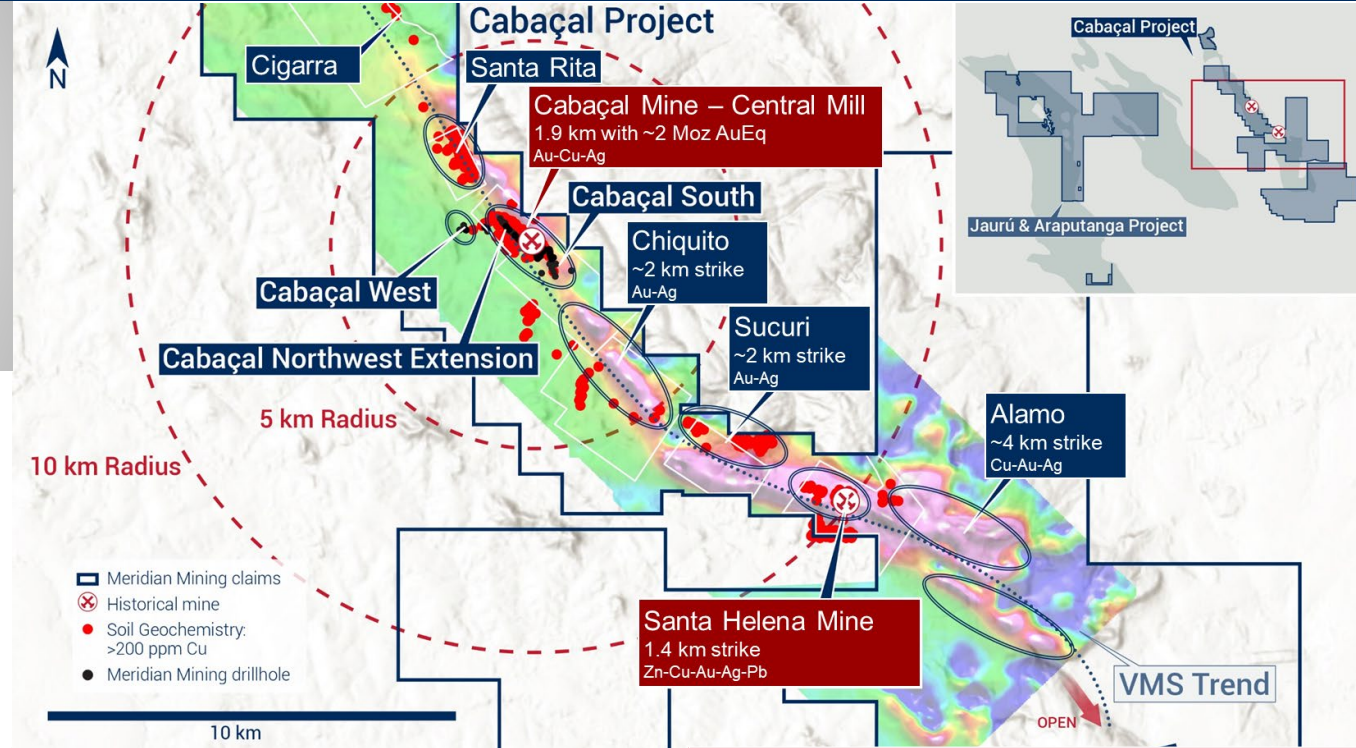 Cabaçal Project
N
Cigarra
Santa Rita
Cabaçal Mine – Central Mill
1.9 km with ~2 Moz AuEq
Au-Cu-Ag
Cabaçal South
Chiquito
~2 km strike
Au-Ag
Cabaçal West
Sucuri
~2 km strike
Au-Ag
Cabaçal Northwest Extension
5 km Radius
10 km Radius
Alamo
~4 km strike
Cu-Au-Ag
Meridian Mining claims
Historical mine
Soil Geochemistry:
>200 ppm Cu
Meridian Mining drillhole
10 km
Santa Helena Mine
1.4 km strike
Zn-Cu-Au-Ag-Pb
VMS Trend
OPEN
Cabaçal Project
Jaurú & Araputanga Project